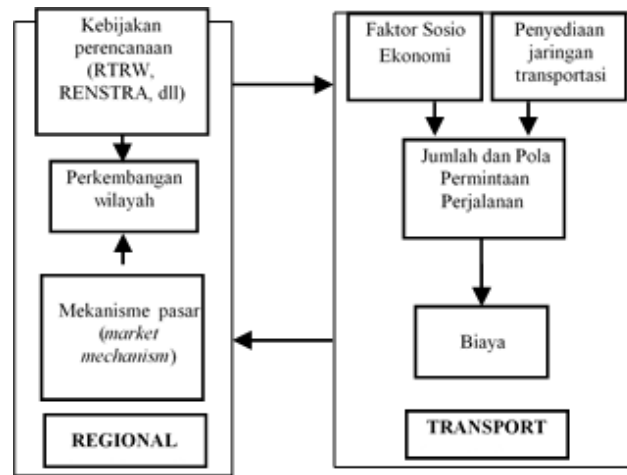 Kebijakan
perencanaan
(RTRW,
RENSTRA, dll)
Perkembangan
wilayah
Mekanisme pasar
(market
mechanism)
REGIONAL
Faktor Sosio
Ekonomi
Penyediaan
jaringan
transportasi
Jumlah dan Pola
Permintaan
Perjalanan
Biaya
TRANSPORT